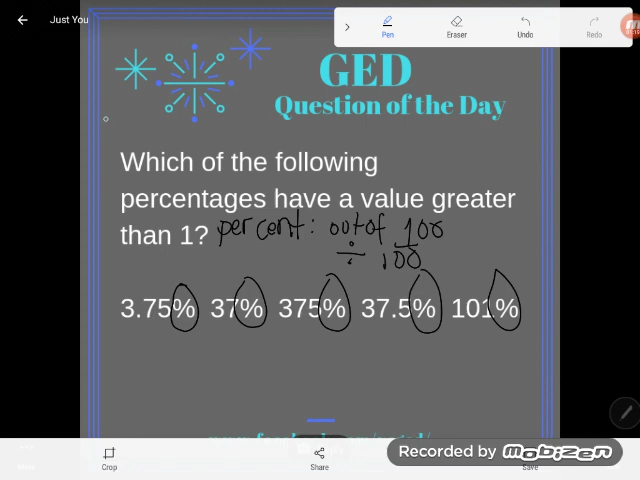 Just You
Pen
Eraser
Undo
Redo
GED
Question of the Day
Which of the following
percentages have a value greater
than 1? percent: out of 100
÷ 100
3.75% 37% 375% 37.5% 101%
Crop
Share
Save
Recorded by Mobizen